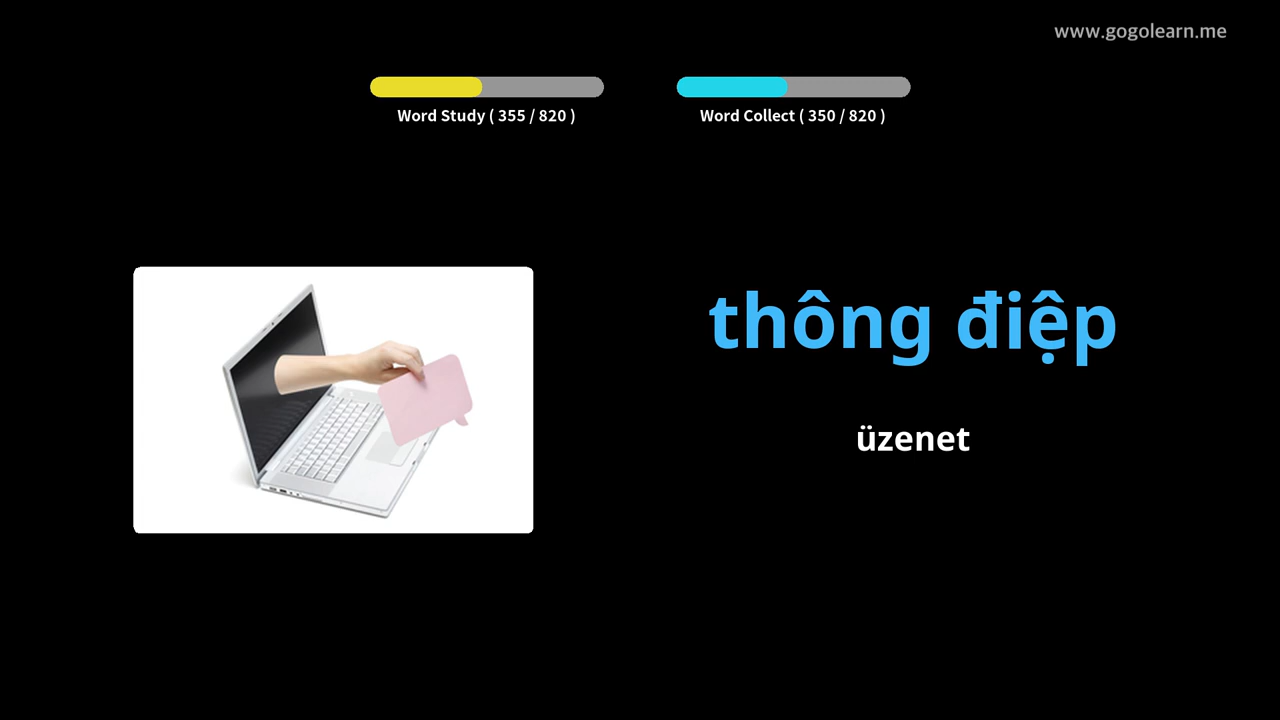 www.gogolearn.me
Word Study ( 355 / 820 )
Word Collect ( 350 / 820 )
thông điệp
üzenet